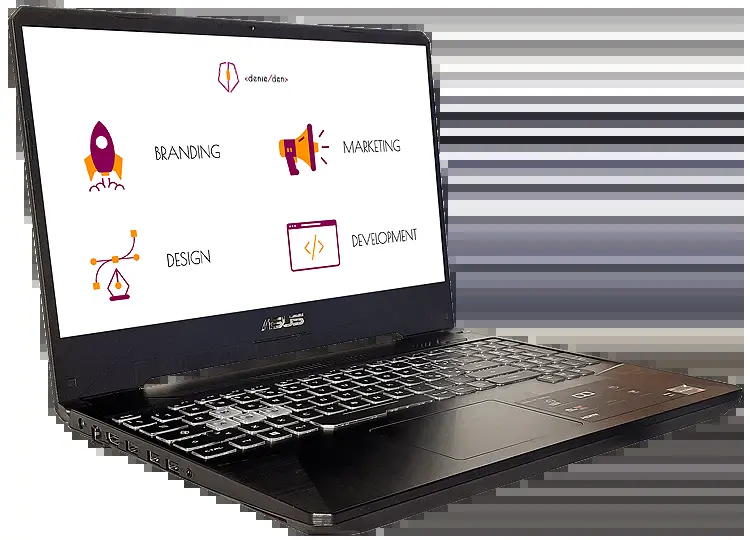 <denie/den>
BRANDING
MARKETING
</>
DESIGN
DEVELOPMENT
ASUS